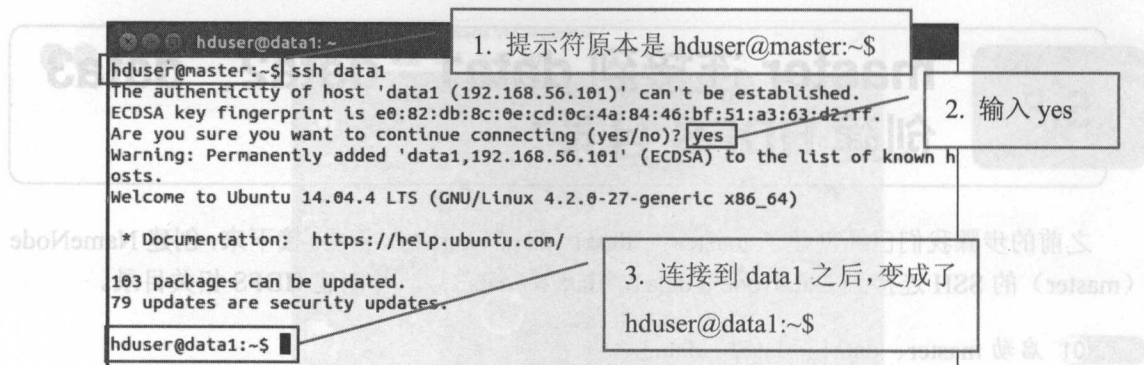 hduser@data1: ~
1. 提示符原本是 hduser@master:~$
hduser@master:~$ ssh data1
The authenticity of host 'data1 (192.168.56.101)' can't be established.
ECDSA key fingerprint is e0:82:db:8c:0e:cd:0c:4a:84:46:bf:51:a3:63:d2:ff.
Are you sure you want to continue connecting (yes/no)? yes
2. 输入 yes
Warning: Permanently added 'data1,192.168.56.101' (ECDSA) to the list of known h
osts.
Welcome to Ubuntu 14.04.4 LTS (GNU/Linux 4.2.0-27-generic x86_64)
* Documentation: https://help.ubuntu.com/
packages can be updated.
79 updates are security updates.
3. 连接到 data1 之后，变成了
hduser@data1:~$
hduser@data1:~$